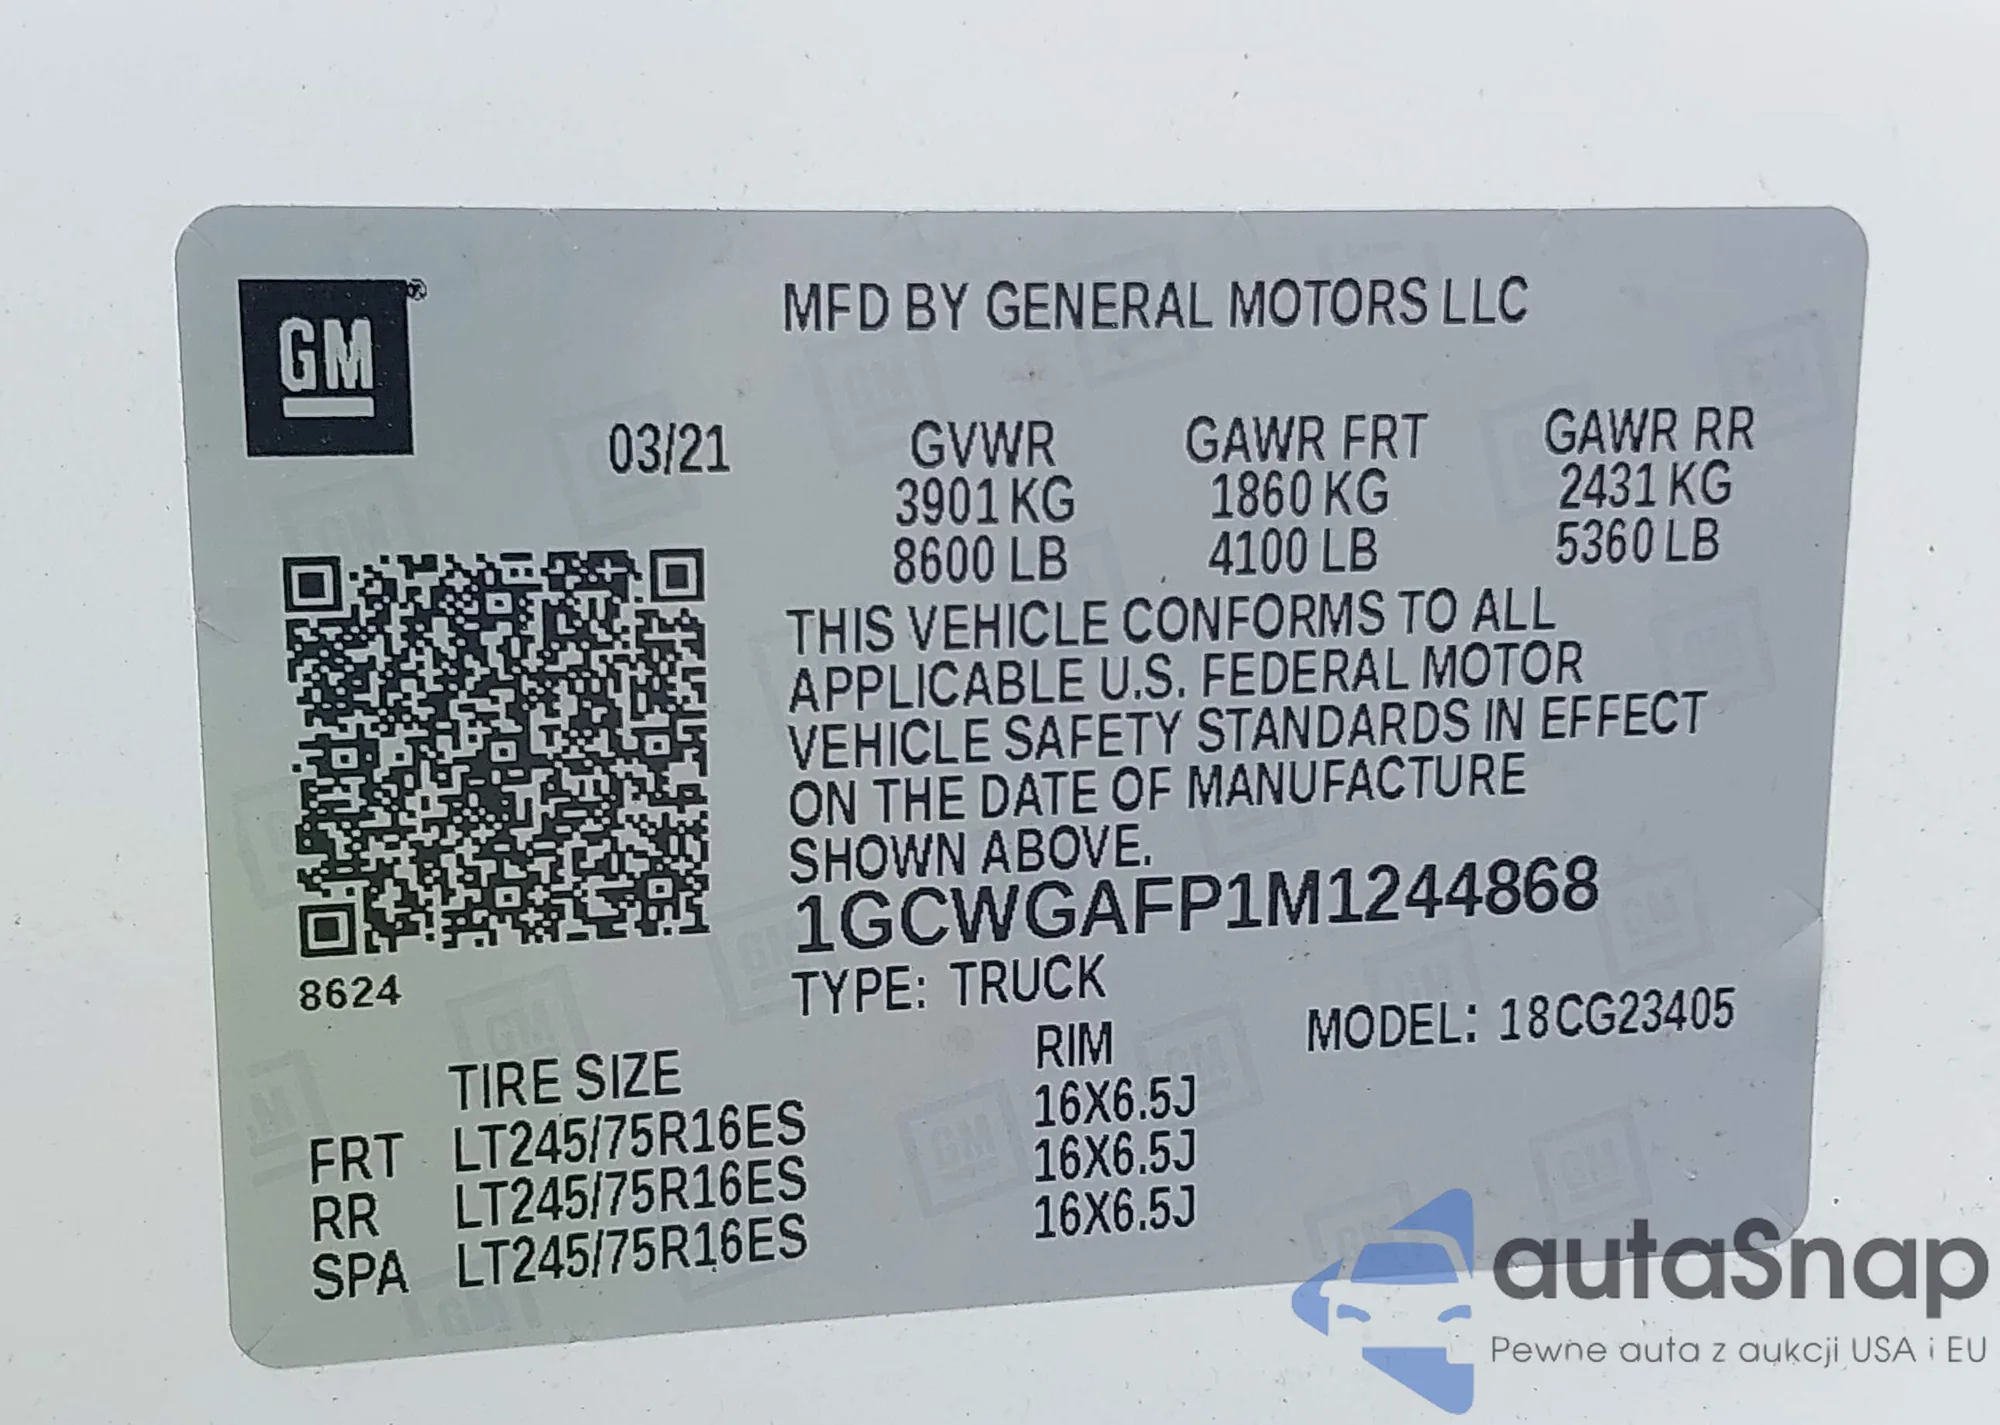 GM®
MFD BY GENERAL MOTORS LLC
03/21 GVWR GAWR FRT GAWR RR
3901 KG 1860 KG 2431 KG
8600 LB 4100 LB 5360 LB
THIS VEHICLE CONFORMS TO ALL
APPLICABLE U.S. FEDERAL MOTOR
VEHICLE SAFETY STANDARDS IN EFFECT
ON THE DATE OF MANUFACTURE
SHOWN ABOVE.
1GCWGAFP1M1244868
8624
TYPE: TRUCK
MODEL: 18CG23405
TIRE SIZE RIM
FRT LT245/75R16ES 16X6.5J
RR LT245/75R16ES 16X6.5J
SPA LT245/75R16ES 16X6.5J
autaSnap
Pewne auta z aukcji USA i EU